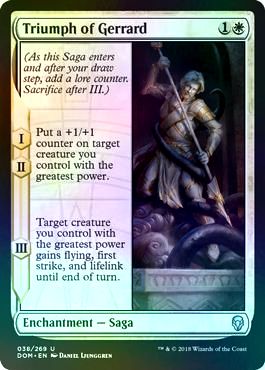 Triumph of Gerrard 1
(As this Saga enters
and after your draw
step, add a lore counter.
Sacrifice after III.)
I
II
Put a +1/+1
counter on target
creature you
control with the
greatest power.
III
Target creature
you control with
the greatest power
gains flying, first
strike, and lifelink
until end of turn.
Enchantment — Saga
038/269 U
DOM • EN Daniel Ljunggren
™ & © 2018 Wizards of the Coast